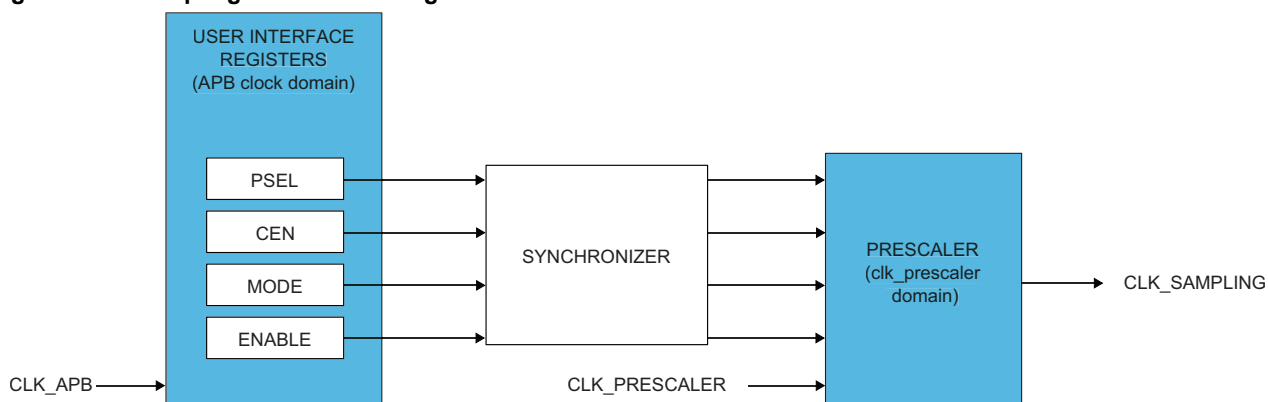 USER INTERFACE
REGISTERS
(APB clock domain)
PSEL
CEN
MODE
ENABLE
SYNCHRONIZER
PRESCALER
(clk_prescaler
domain)
CLK_SAMPLING
CLK_APB
CLK_PRESCALER